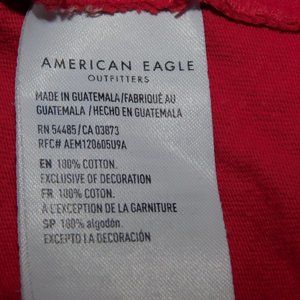 AMERICAN EAGLE
OUTFITTERS
MADE IN GUATEMALA/FABRIQUÉ AU
GUATEMALA/HECHO EN GUATEMALA
RN 54485/CA 03873
RFC# AEM120605U9A
EN 100% COTTON.
EXCLUSIVE OF DECORATION
FR 100% COTON.
À L'EXCEPTION DE LA GARNITURE
SP 100% algodón.
EXCEPTO LA DECORACIÓN